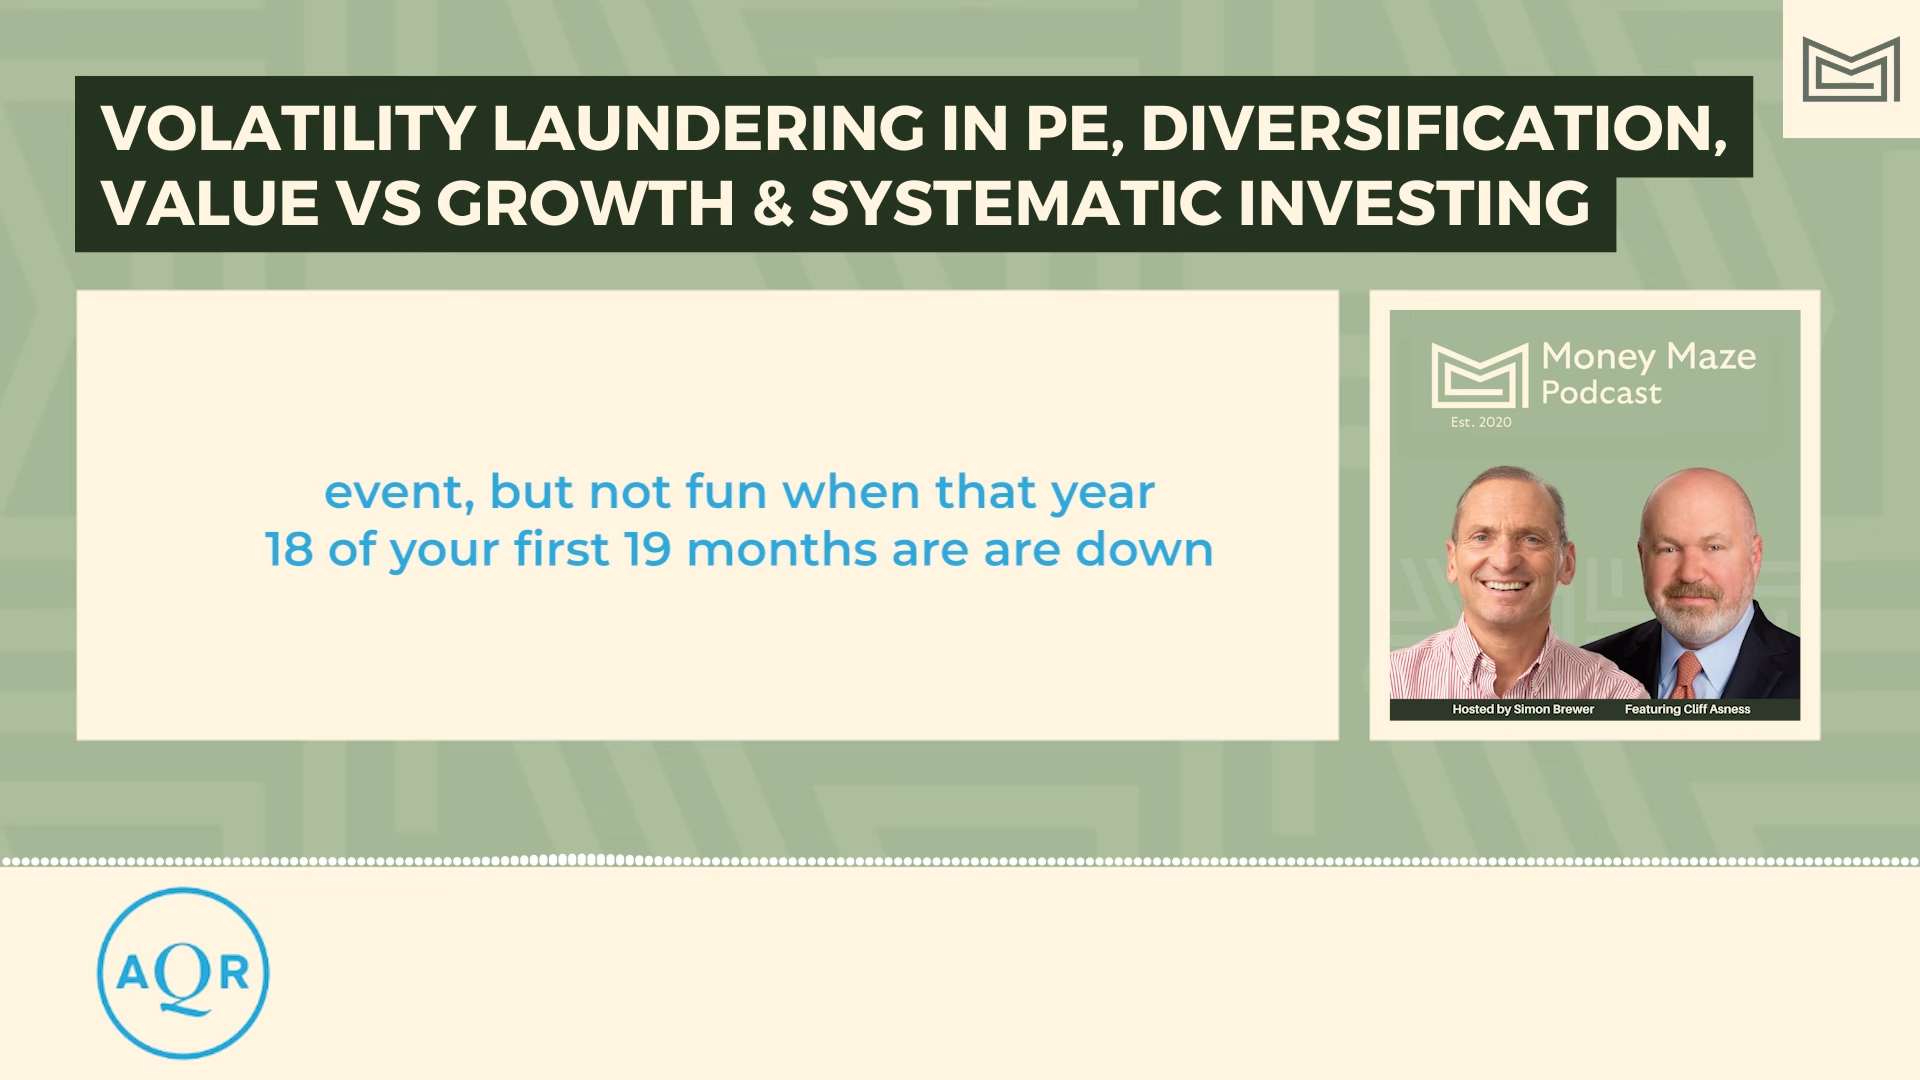 VOLATILITY LAUNDERING IN PE, DIVERSIFICATION,
VALUE VS GROWTH & SYSTEMATIC INVESTING
event, but not fun when that year
18 of your first 19 months are are down
Money Maze
Podcast
Est. 2020
Hosted by Simon Brewer
Featuring Cliff Asness
AQR